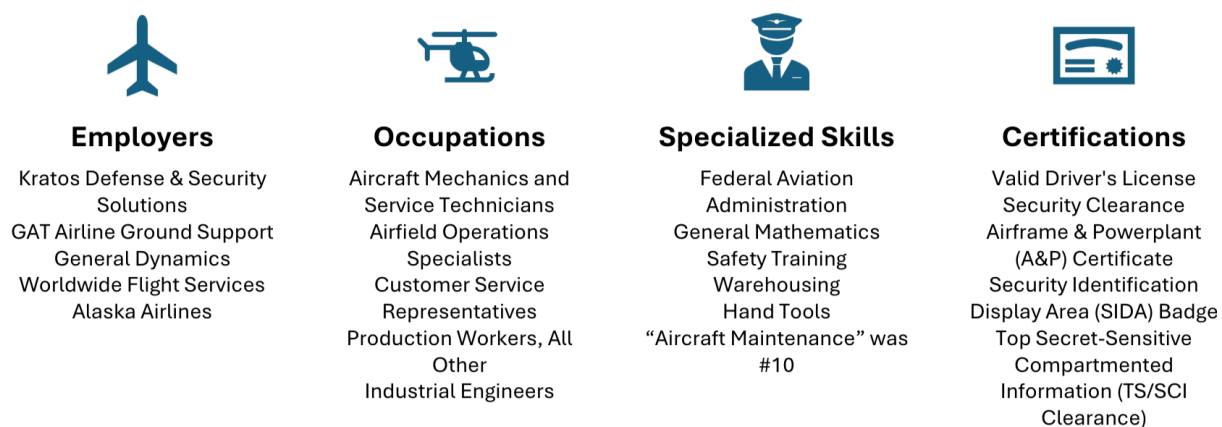 Employers
Kratos Defense & Security
Solutions
GAT Airline Ground Support
General Dynamics
Worldwide Flight Services
Alaska Airlines
Occupations
Aircraft Mechanics and
Service Technicians
Airfield Operations
Specialists
Customer Service
Representatives
Production Workers, All
Other
Industrial Engineers
Specialized Skills
Federal Aviation
Administration
General Mathematics
Safety Training
Warehousing
Hand Tools
“Aircraft Maintenance” was
#10
Certifications
Valid Driver's License
Security Clearance
Airframe & Powerplant
(A&P) Certificate
Security Identification
Display Area (SIDA) Badge
Top Secret-Sensitive
Compartmented
Information (TS/SCI
Clearance)